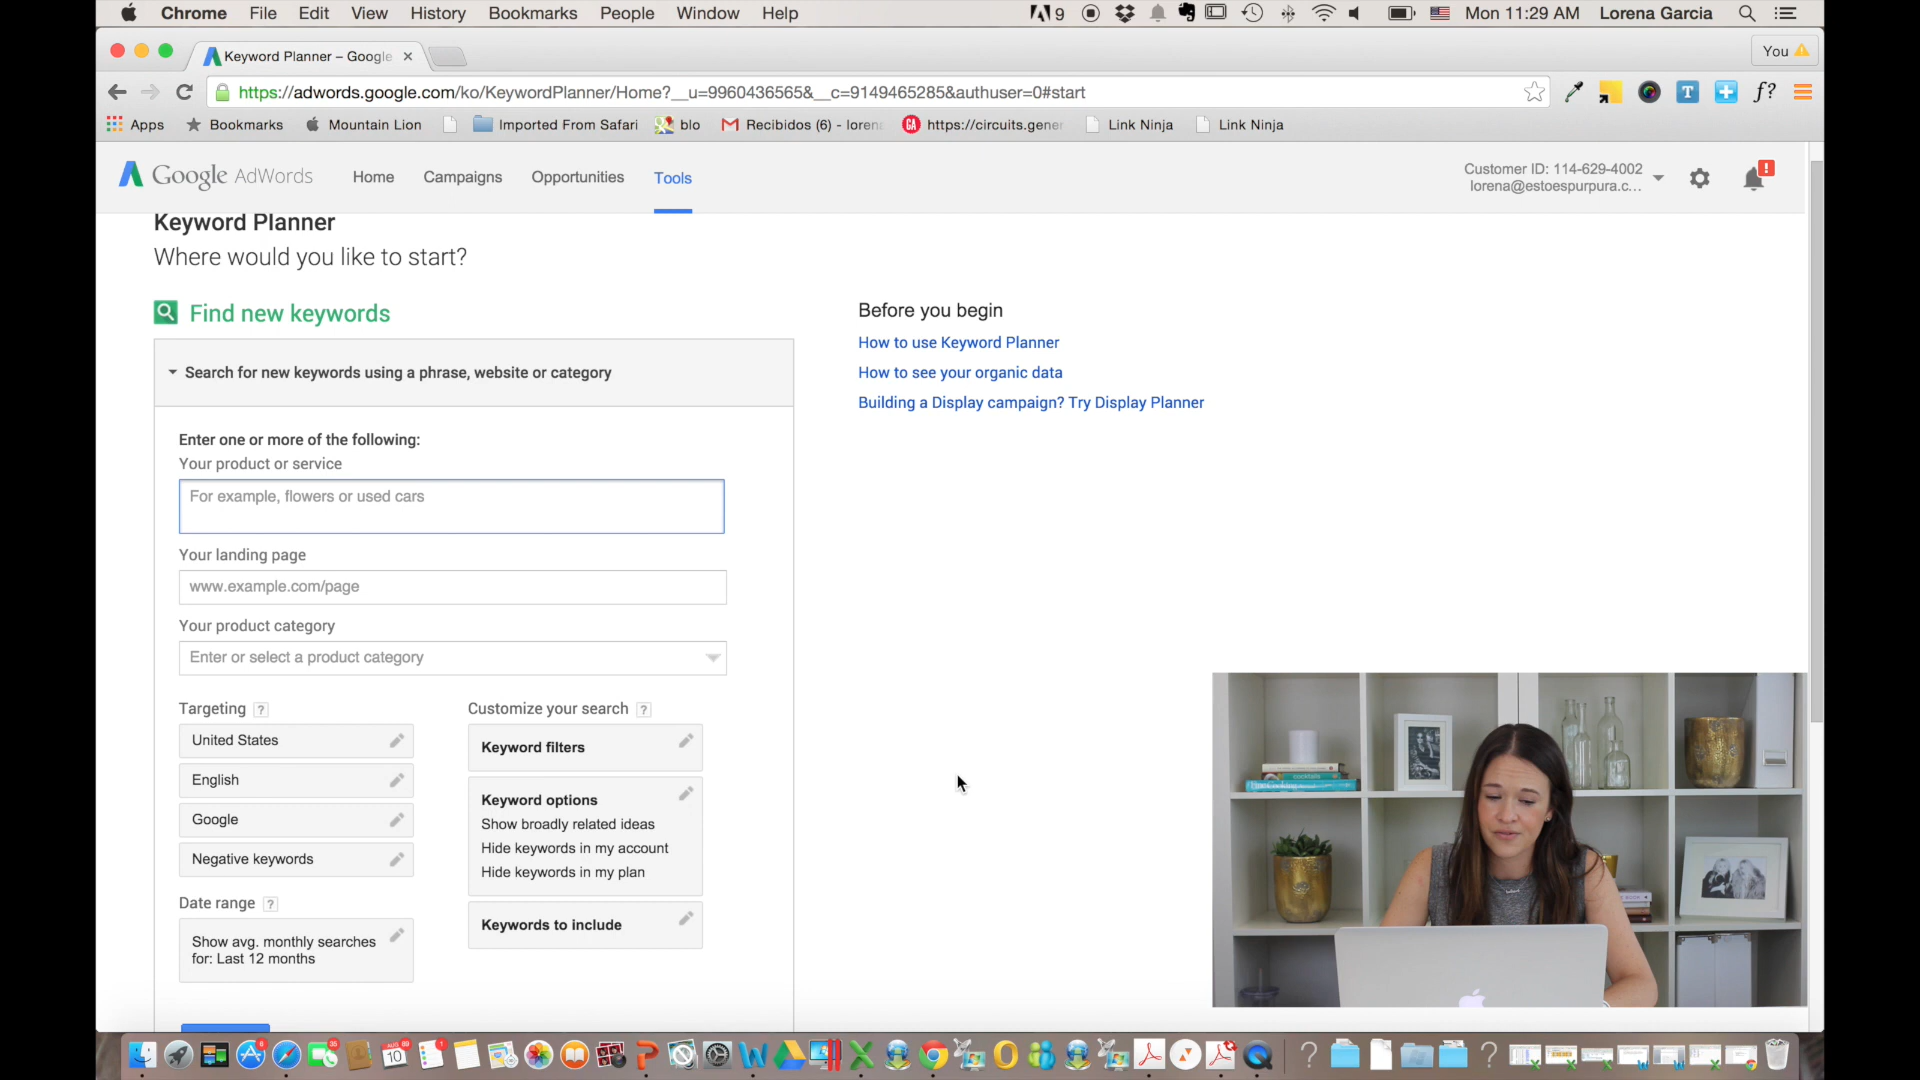 Chrome File Edit View History Bookmarks People Window Help 9 Mon 11:29 AM Lorena Garcia
Keyword Planner – Google You
https://adwords.google.com/ko/KeywordPlanner/Home?__u=9960436565&__c=9149465285&authuser=0#start T f?
Apps Bookmarks Mountain Lion Imported From Safari blo Recibidos (6) - loren GA https://circuits.gener Link Ninja Link Ninja
Google AdWords Home Campaigns Opportunities Tools
Customer ID: 114-629-4002
lorena@estoespurpura.c...
Keyword Planner
Where would you like to start?
Find new keywords
Search for new keywords using a phrase, website or category
Enter one or more of the following:
Your product or service
For example, flowers or used cars
Your landing page
www.example.com/page
Your product category
Enter or select a product category
Targeting ?
United States
English
Google
Negative keywords
Date range ?
Show avg. monthly searches
for: Last 12 months
Customize your search ?
Keyword filters
Keyword options
Show broadly related ideas
Hide keywords in my account
Hide keywords in my plan
Keywords to include
Before you begin
How to use Keyword Planner
How to see your organic data
Building a Display campaign? Try Display Planner
cocktails